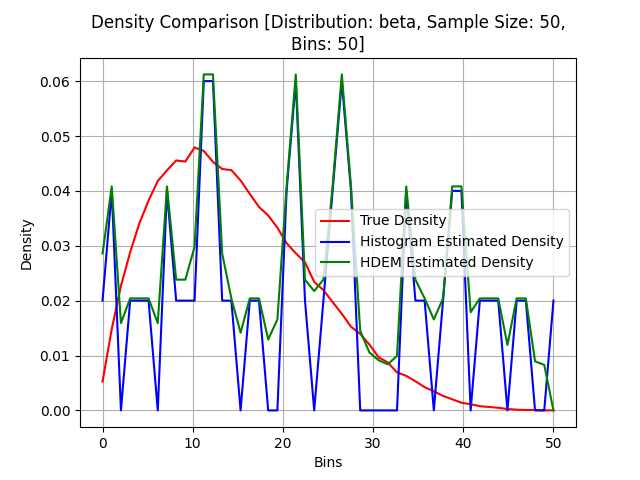 Density Comparison [Distribution: beta, Sample Size: 50,
Bins: 50]
0.06
0.05
0.04
0.03
0.02
0.01
0.00
Density
True Density
Histogram Estimated Density
HDEM Estimated Density
0 10 20 30 40 50
Bins